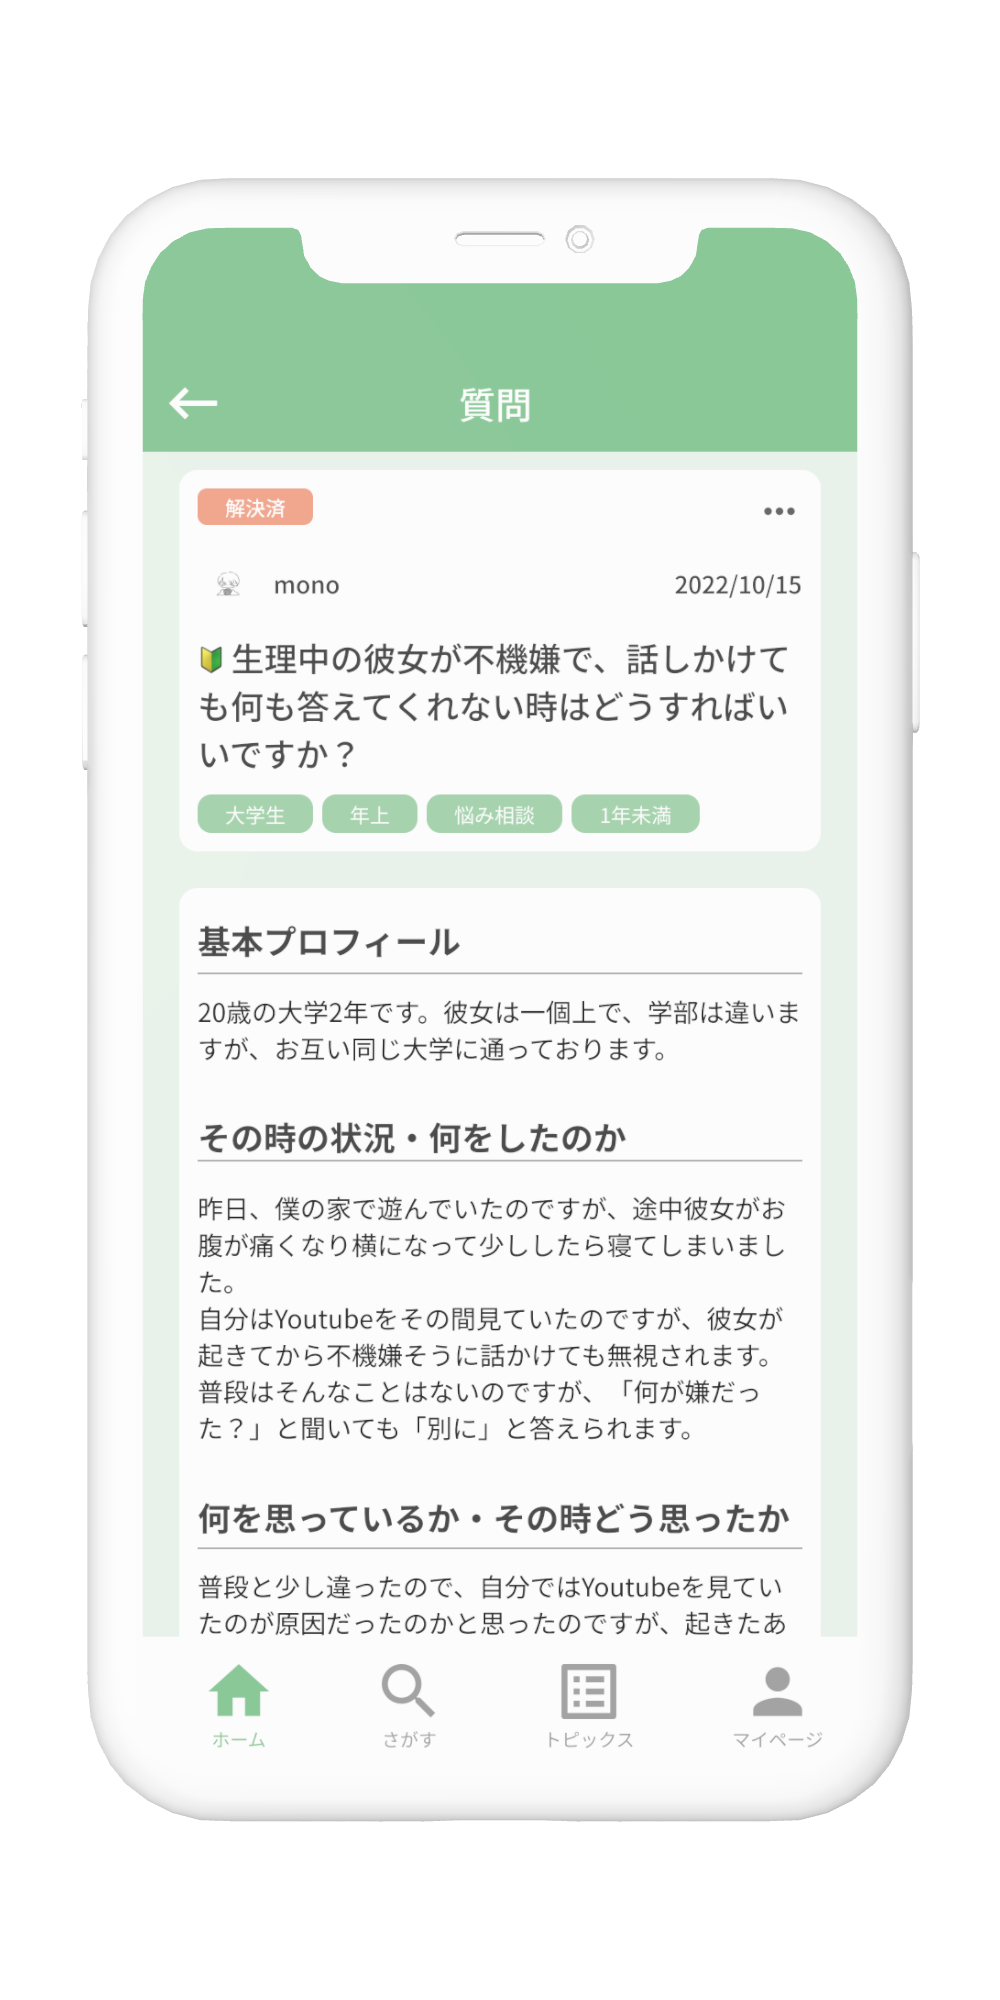 質問
解決済
mono 2022/10/15
🔰生理中の彼女が不機嫌で、話しかけて
も何も答えてくれない時はどうすればい
いですか？
大学生 年上 悩み相談 1年未満
基本プロフィール
20歳の大学2年です。彼女は一個上で、学部は違いま
すが、お互い同じ大学に通っております。
その時の状況・何をしたのか
昨日、僕の家で遊んでいたのですが、途中彼女がお
腹が痛くなり横になって少ししたら寝てしまいまし
た。
自分はYoutubeをその間見ていたのですが、彼女が
起きてから不機嫌そうに話かけても無視されます。
普段はそんなことはないのですが、「何が嫌だっ
た？」と聞いても「別に」と答えられます。
何を思っているか・その時どう思ったか
普段と少し違ったので、自分ではYoutubeを見てい
たのが原因だったのかと思ったのですが、起きたあ
ホーム さがす トピックス マイページ